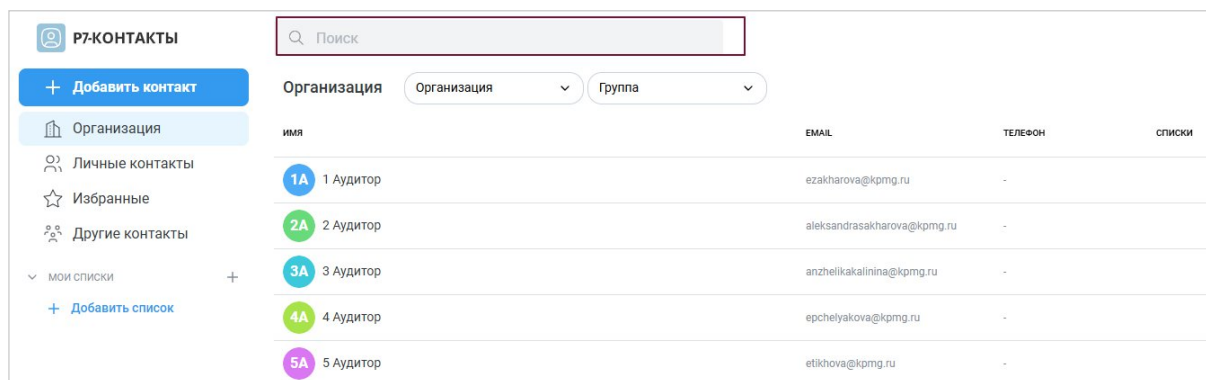 Р7-КОНТАКТЫ
Поиск
+ Добавить контакт
Организация
Личные контакты
Избранные
Другие контакты
МОИ СПИСКИ +
+ Добавить список
Организация Организация Группа
ИМЯ EMAIL ТЕЛЕФОН СПИСКИ
1А 1 Аудитор ezakharova@kpmg.ru -
2А 2 Аудитор aleksandrasakharova@kpmg.ru -
3А 3 Аудитор anzhelikakalinina@kpmg.ru -
4А 4 Аудитор epchelyakova@kpmg.ru -
5А 5 Аудитор etikhova@kpmg.ru -